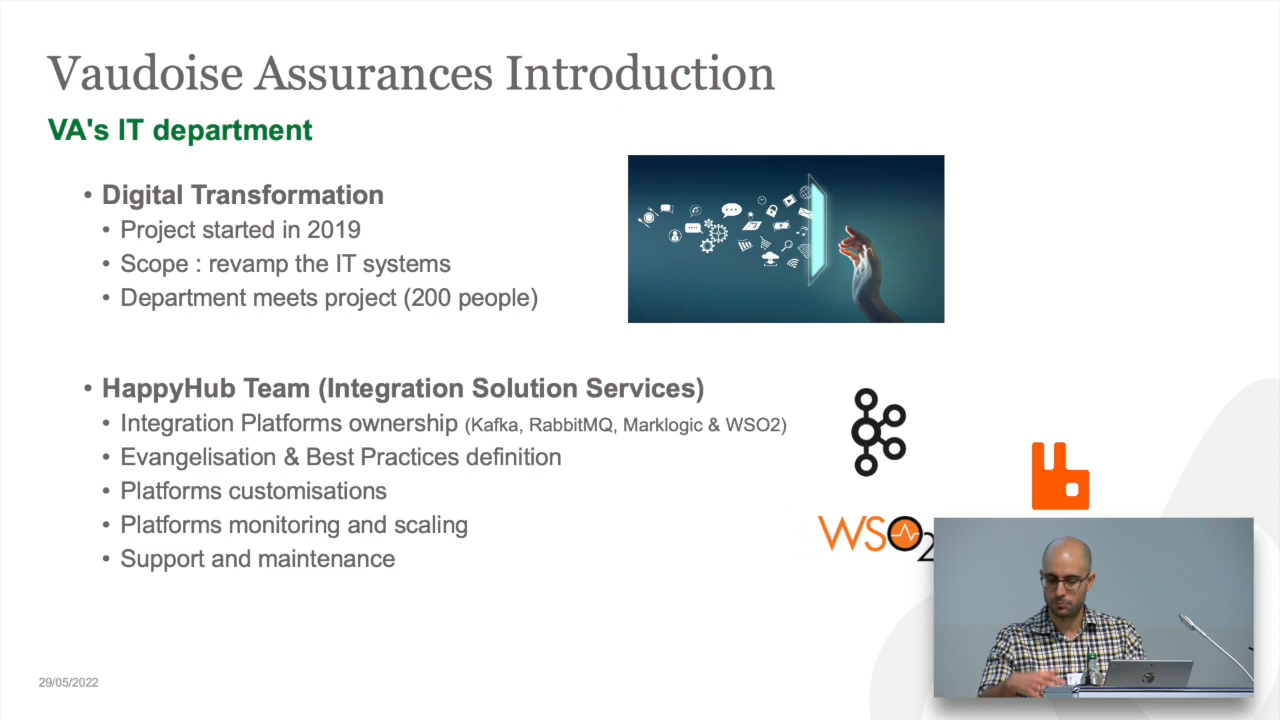 Vaudoise Assurances Introduction
VA's IT department
• Digital Transformation
• Project started in 2019
• Scope : revamp the IT systems
• Department meets project (200 people)
• HappyHub Team (Integration Solution Services)
• Integration Platforms ownership (Kafka, RabbitMQ, Marklogic & WSO2)
• Evangelisation & Best Practices definition
• Platforms customisations
• Platforms monitoring and scaling
• Support and maintenance
WSO2
29/05/2022